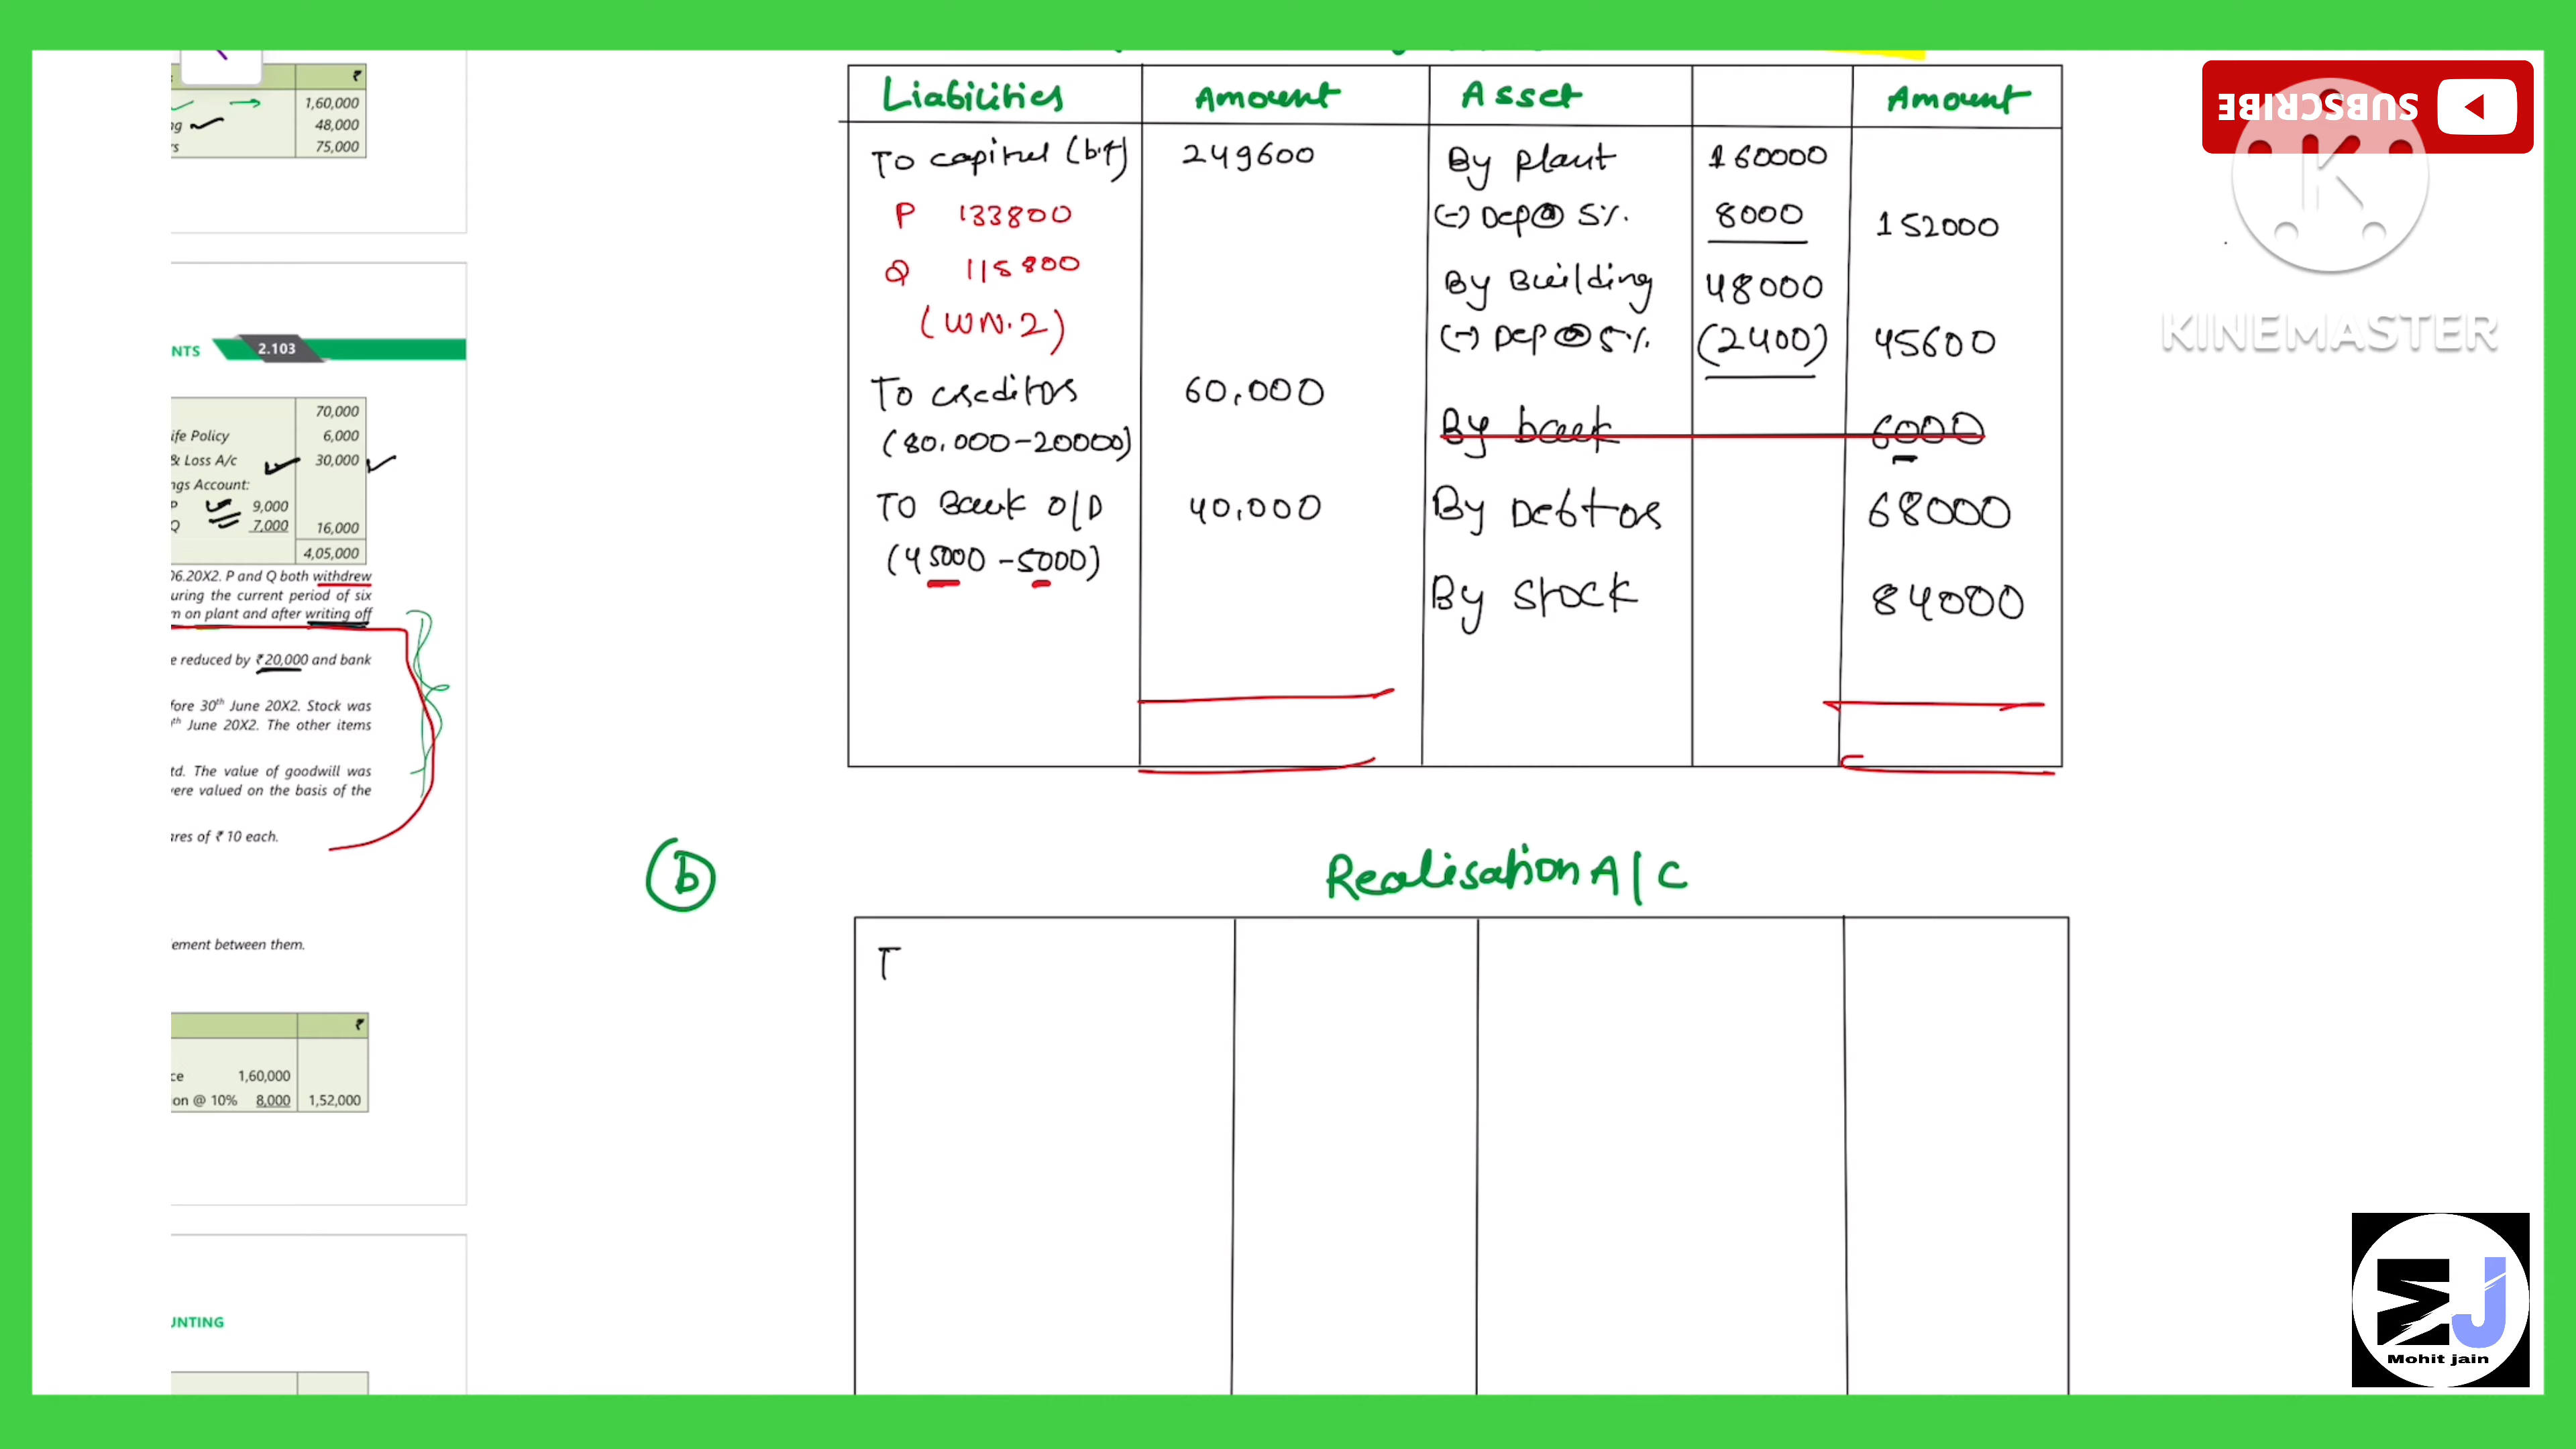 ₹
1,60,000
ng 48,000
rs 75,000
NTS 2.103
70,000
ife Policy 6,000
& Loss A/c 30,000
ngs Account:
P 9,000
Q 7,000 16,000
4,05,000
06.20X2. P and Q both withdrew
uring the current period of six
m on plant and after writing off
e reduced by ₹20,000 and bank
fore 30th June 20X2. Stock was
th June 20X2. The other items
td. The value of goodwill was
vere valued on the basis of the
ares of ₹ 10 each.
ement between them.
₹
ce 1,60,000
on @ 10% 8,000 1,52,000
UNTING
Liabilities Amount Asset Amount
To capital (b.f) 249600 By plant 160000
P 133800 (-) Dep@ 5%. 8000 152000
Q 115800 By Building 48000
(WN.2) (-) Dep@5%. (2400) 45600
To creditors 60,000 By bank 6000
(80,000-20000)
To Bank O/D 40,000 By Debtors 68000
(45000-5000) By Stock 84000
(b) Realisation A/C
T
SUBSCRIBE
K
KINEMASTER
MJ
Mohit jain